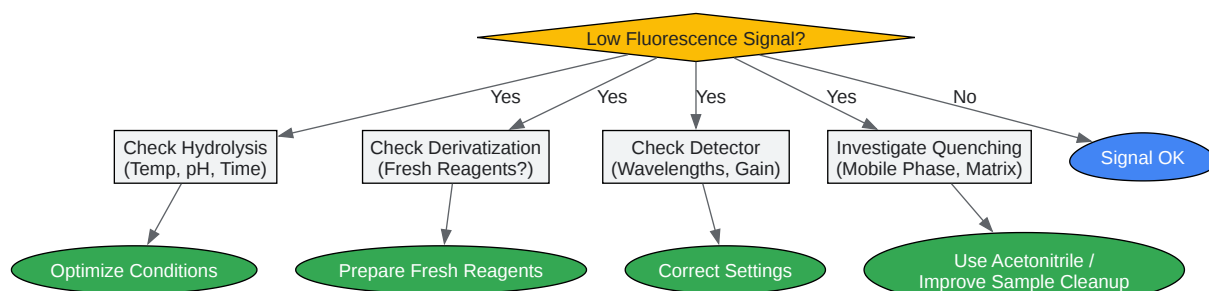 Low Fluorescence Signal?
Yes
Yes
Yes
Yes
No
Check Hydrolysis
(Temp, pH, Time)
Check Derivatization
(Fresh Reagents?)
Check Detector
(Wavelengths, Gain)
Investigate Quenching
(Mobile Phase, Matrix)
Signal OK
Optimize Conditions
Prepare Fresh Reagents
Correct Settings
Use Acetonitrile /
Improve Sample Cleanup